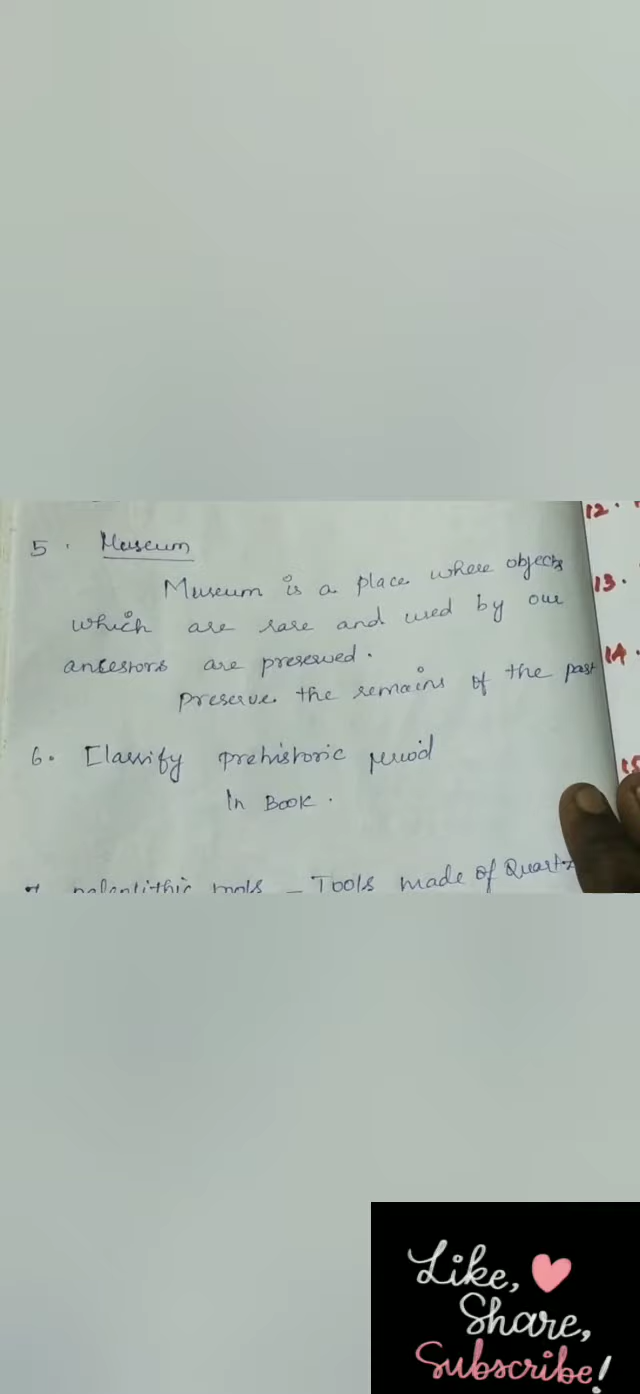 12.
5. Museum
Museum is a place where objects
13.
which are rare and used by our
ancestors are preserved.
14.
preserve the remains of the past
6. Classify prehistoric period
15
In Book.
Tools made of Quartz
Like,
Share,
Subscribe!